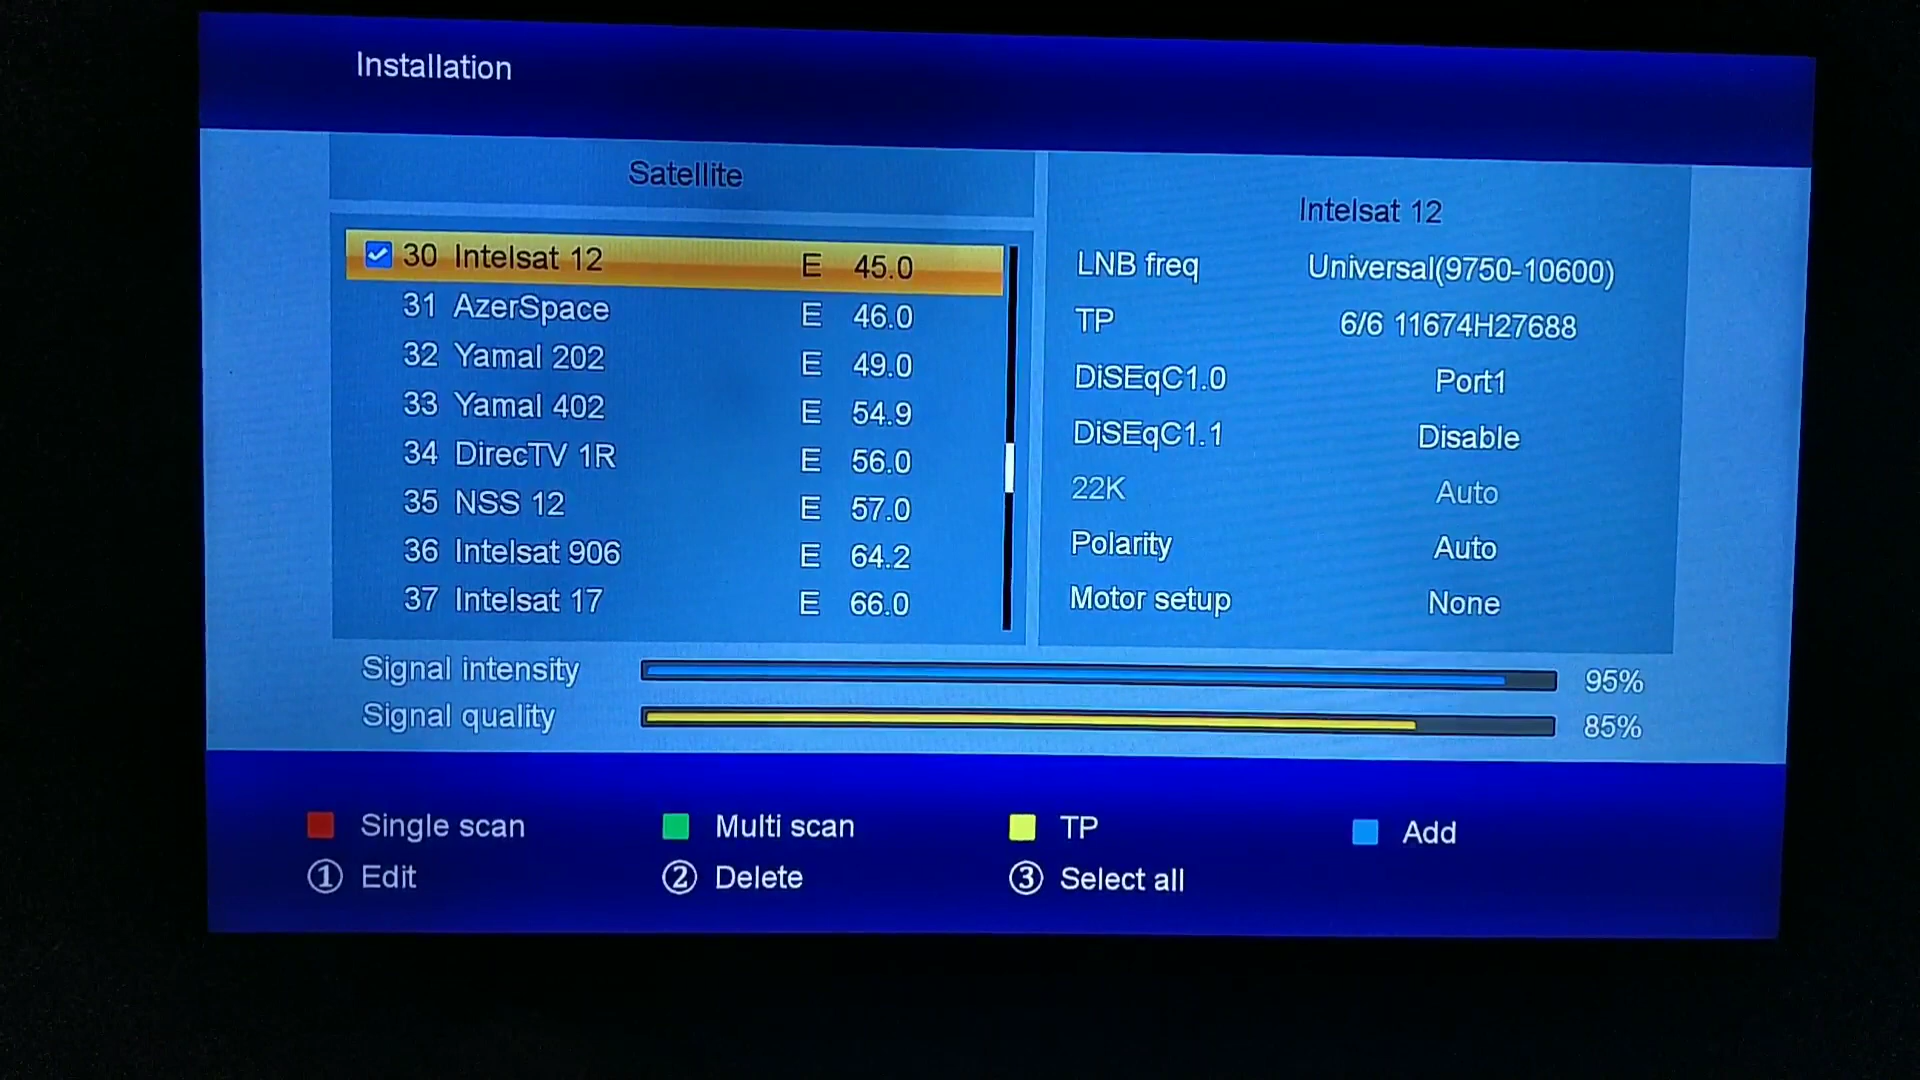 Installation
Satellite
30 Intelsat 12 E 45.0
31 AzerSpace E 46.0
32 Yamal 202 E 49.0
33 Yamal 402 E 54.9
34 DirecTV 1R E 56.0
35 NSS 12 E 57.0
36 Intelsat 906 E 64.2
37 Intelsat 17 E 66.0
Intelsat 12
LNB freq Universal(9750-10600)
TP 6/6 11674H27688
DiSEqC1.0 Port1
DiSEqC1.1 Disable
22K Auto
Polarity Auto
Motor setup None
Signal intensity 95%
Signal quality 85%
Single scan Multi scan TP Add
① Edit ② Delete ③ Select all